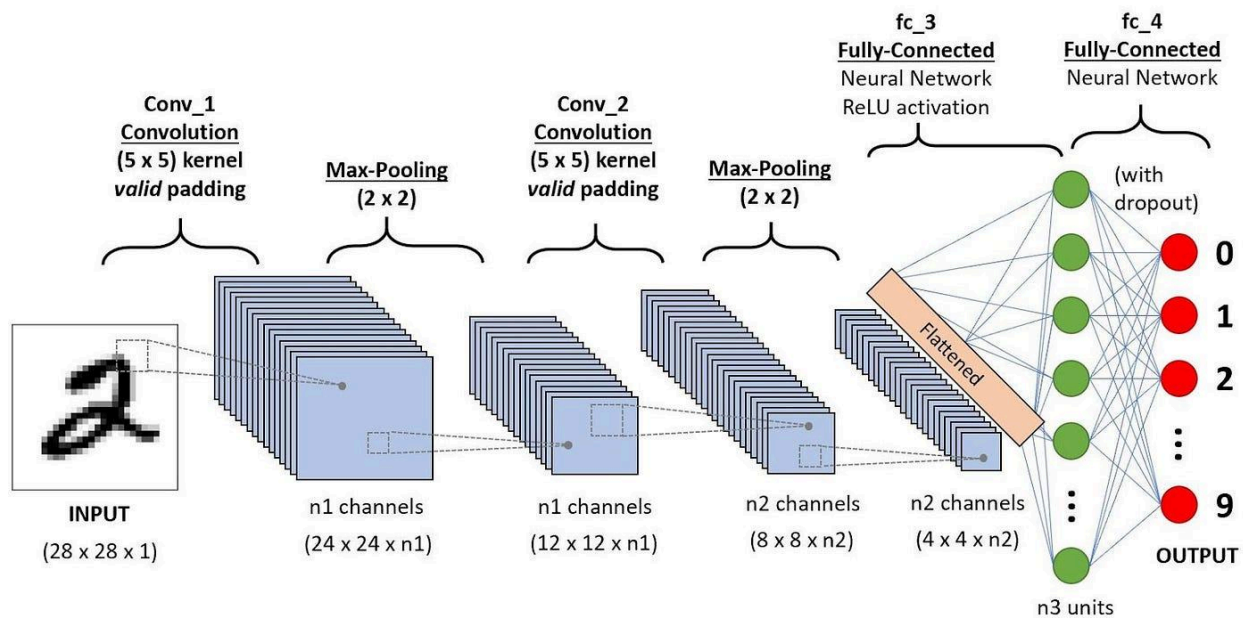 fc_3
Fully-Connected
Neural Network
ReLU activation
fc_4
Fully-Connected
Neural Network
Conv_1
Convolution
(5 x 5) kernel
valid padding
Max-Pooling
(2 x 2)
Conv_2
Convolution
(5 x 5) kernel
valid padding
Max-Pooling
(2 x 2)
(with
dropout)
Flattened
0
1
2
...
...
9
INPUT
(28 x 28 x 1)
n1 channels
(24 x 24 x n1)
n1 channels
(12 x 12 x n1)
n2 channels
(8 x 8 x n2)
n2 channels
(4 x 4 x n2)
OUTPUT
n3 units